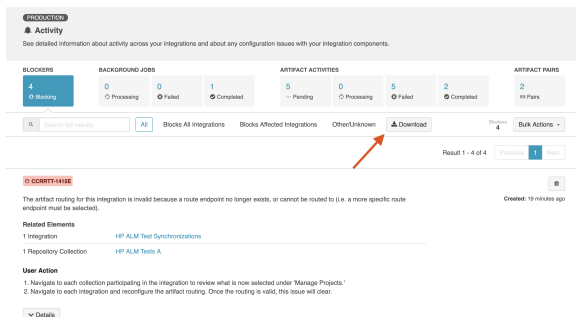 PRODUCTION
Activity
See detailed information about activity across your integrations and about any configuration issues with your integration components.
BLOCKERS BACKGROUND JOBS ARTIFACT ACTIVITIES ARTIFACT PAIRS
4 0 0 1 5 0 5 2 2
Blocking Processing Failed Completed Pending Processing Failed Completed Pairs
Search list results All Blocks All Integrations Blocks Affected Integrations Other/Unknown Download Blockers 4 Bulk Actions
Result 1 - 4 of 4 Previous 1 Next
CCRRTT-1415E
The artifact routing for this integration is invalid because a route endpoint no longer exists, or cannot be routed to (i.e. a more specific route Created: 19 minutes ago
endpoint must be selected).
Related Elements
1 Integration HP ALM Test Synchronizations
1 Repository Collection HP ALM Tests A
User Action
1. Navigate to each collection participating in the integration to review what is now selected under 'Manage Projects.'
2. Navigate to each integration and reconfigure the artifact routing. Once the routing is valid, this issue will clear.
Details